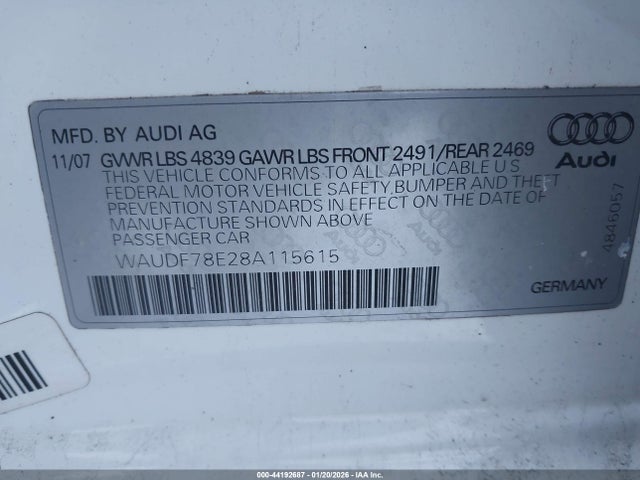 MFD. BY AUDI AG
11/07 GVWR LBS 4839 GAWR LBS FRONT 2491/REAR 2469
THIS VEHICLE CONFORMS TO ALL APPLICABLE U S
FEDERAL MOTOR VEHICLE SAFETY, BUMPER AND THEFT
PREVENTION STANDARDS IN EFFECT ON THE DATE OF
MANUFACTURE SHOWN ABOVE
PASSENGER CAR
WAUDF78E28A115615
Audi
4846057
GERMANY
000-44192687 | 01/20/2026 - IAA Inc.